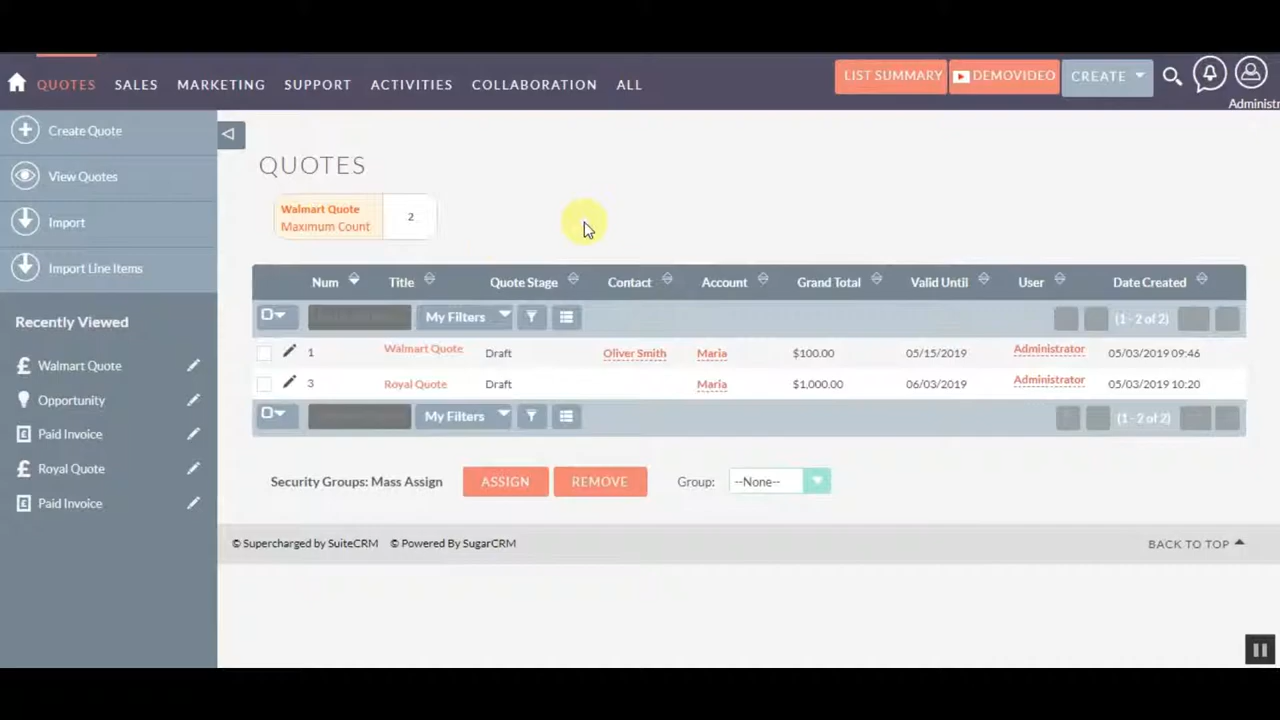 QUOTES SALES MARKETING SUPPORT ACTIVITIES COLLABORATION ALL LIST SUMMARY DEMOVIDEO CREATE
Administr
Create Quote
View Quotes
Import
Import Line Items
Recently Viewed
Walmart Quote
Opportunity
Paid Invoice
Royal Quote
Paid Invoice
QUOTES
Walmart Quote
Maximum Count
2
Num Title Quote Stage Contact Account Grand Total Valid Until User Date Created
My Filters (1 - 2 of 2)
1 Walmart Quote Draft Oliver Smith Maria $100.00 05/15/2019 Administrator 05/03/2019 09:46
3 Royal Quote Draft Maria $1,000.00 06/03/2019 Administrator 05/03/2019 10:20
My Filters (1 - 2 of 2)
Security Groups: Mass Assign ASSIGN REMOVE Group: --None--
© Supercharged by SuiteCRM © Powered By SugarCRM BACK TO TOP